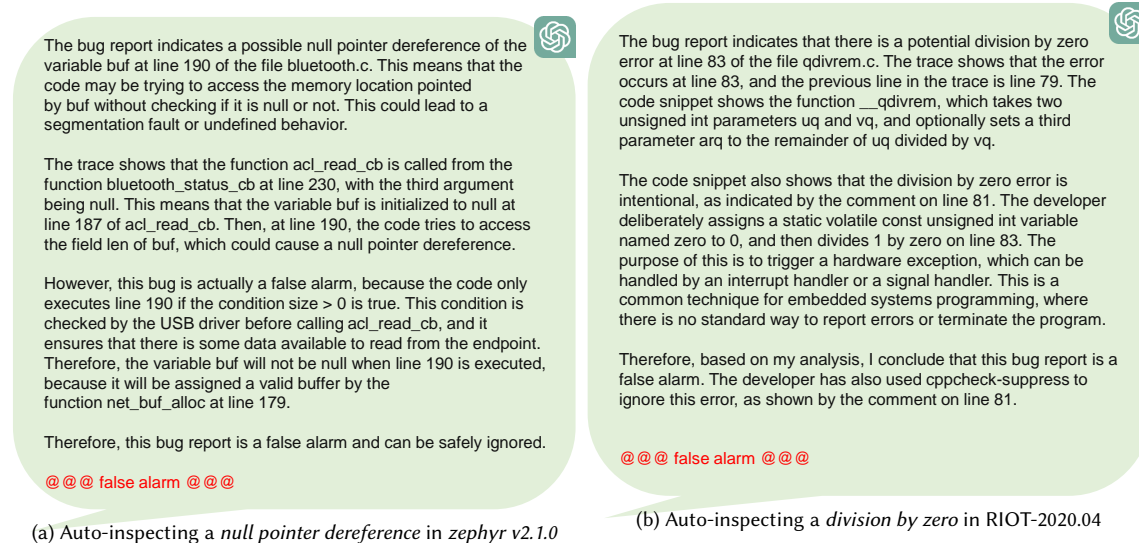 The bug report indicates a possible null pointer dereference of the
variable buf at line 190 of the file bluetooth.c. This means that the
code may be trying to access the memory location pointed
by buf without checking if it is null or not. This could lead to a
segmentation fault or undefined behavior.
The trace shows that the function acl_read_cb is called from the
function bluetooth_status_cb at line 230, with the third argument
being null. This means that the variable buf is initialized to null at
line 187 of acl_read_cb. Then, at line 190, the code tries to access
the field len of buf, which could cause a null pointer dereference.
However, this bug is actually a false alarm, because the code only
executes line 190 if the condition size > 0 is true. This condition is
checked by the USB driver before calling acl_read_cb, and it
ensures that there is some data available to read from the endpoint.
Therefore, the variable buf will not be null when line 190 is executed,
because it will be assigned a valid buffer by the
function net_buf_alloc at line 179.
Therefore, this bug report is a false alarm and can be safely ignored.
@@@ false alarm @@@
(a) Auto-inspecting a null pointer dereference in zephyr v2.1.0
The bug report indicates that there is a potential division by zero
error at line 83 of the file qdivrem.c. The trace shows that the error
occurs at line 83, and the previous line in the trace is line 79. The
code snippet shows the function __qdivrem, which takes two
unsigned int parameters uq and vq, and optionally sets a third
parameter arq to the remainder of uq divided by vq.
The code snippet also shows that the division by zero error is
intentional, as indicated by the comment on line 81. The developer
deliberately assigns a static volatile const unsigned int variable
named zero to 0, and then divides 1 by zero on line 83. The
purpose of this is to trigger a hardware exception, which can be
handled by an interrupt handler or a signal handler. This is a
common technique for embedded systems programming, where
there is no standard way to report errors or terminate the program.
Therefore, based on my analysis, I conclude that this bug report is a
false alarm. The developer has also used cppcheck-suppress to
ignore this error, as shown by the comment on line 81.
@@@ false alarm @@@
(b) Auto-inspecting a division by zero in RIOT-2020.04